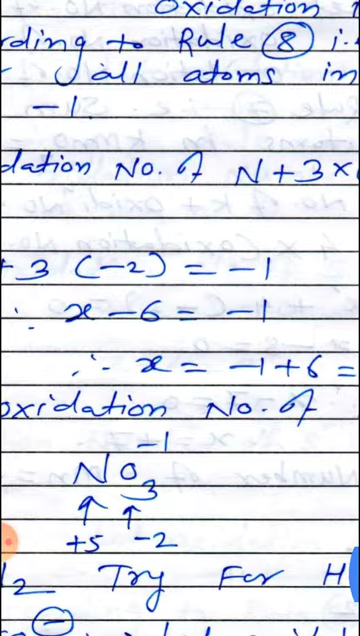 Oxidation
rding to Rule ⑧ i.
all atoms in
-1.
dation No. of N+3×
+3 (-2) = -1
∴ x-6 = -1
∴ x = -1+6 =
oxidation No. of
NO₃⁻¹
↑ ↑
+5 -2
Try For H